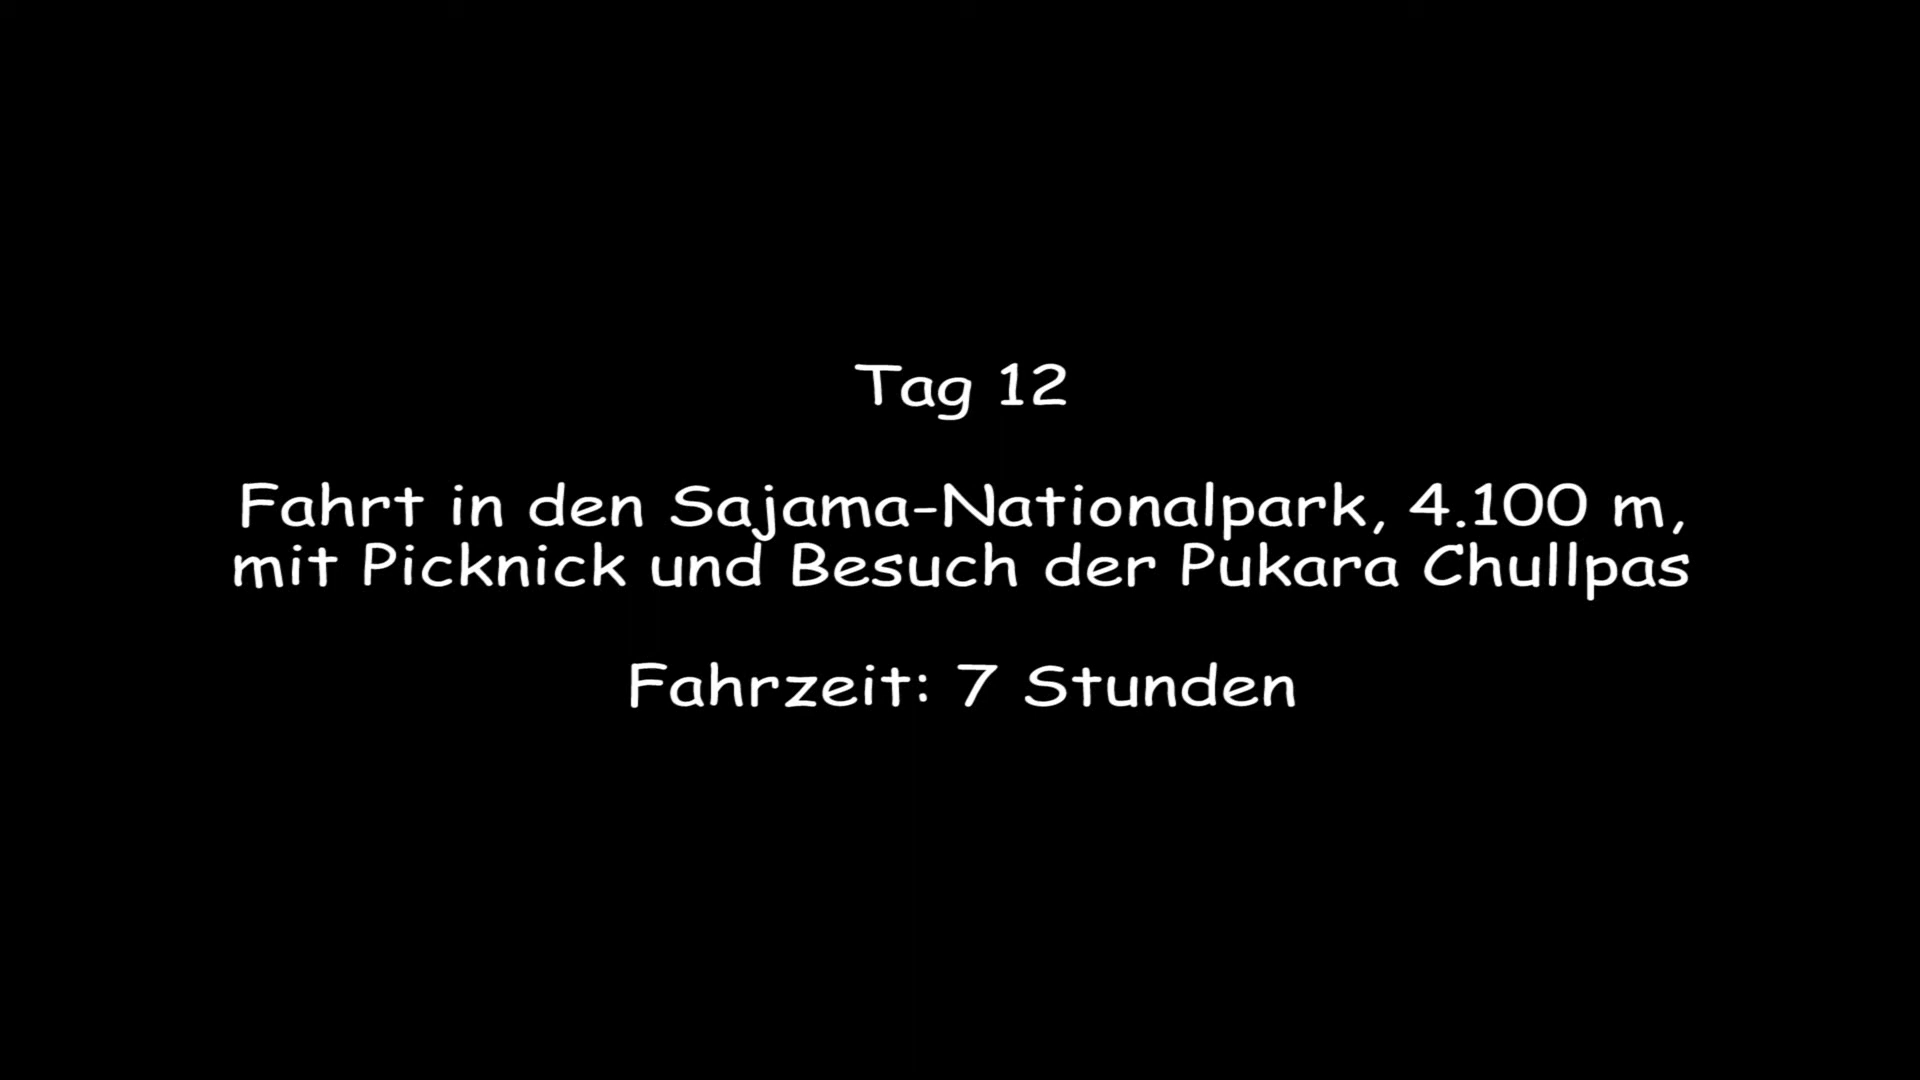 Tag 12
Fahrt in den Sajama-Nationalpark, 4.100 m,
mit Picknick und Besuch der Pukara Chullpas
Fahrzeit: 7 Stunden